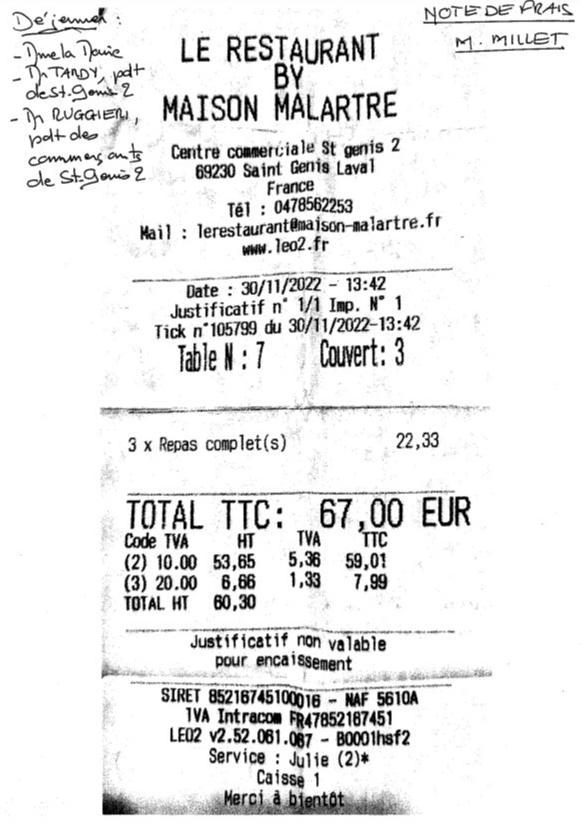 Déjeuner :
- Mme la Maire
- Mr TARDY, pdt
de St. Genis 2
- Mr RUGGIERI,
pdt des
commerçants
de St-Genis 2
NOTE DE FRAIS
M. MILLET
LE RESTAURANT
BY
MAISON MALARTRE
Centre commerciale St genis 2
69230 Saint Genis Laval
France
Tél : 0478562253
Mail : lerestaurant@maison-malartre.fr
www.leo2.fr
Date : 30/11/2022 - 13:42
Justificatif n° 1/1 Imp. N° 1
Tick n°105799 du 30/11/2022-13:42
Table N : 7 Couvert: 3
3 x Repas complet(s) 22,33
TOTAL TTC: 67,00 EUR
Code TVA HT TVA TTC
(2) 10.00 53,65 5,36 59,01
(3) 20.00 6,66 1,33 7,99
TOTAL HT 60,30
Justificatif non valable
pour encaissement
SIRET 85216745100016 - NAF 5610A
TVA Intracom FR47852167451
LEO2 v2.52.061.067 - B0001hsf2
Service : Julie (2)*
Caisse 1
Merci à bientôt